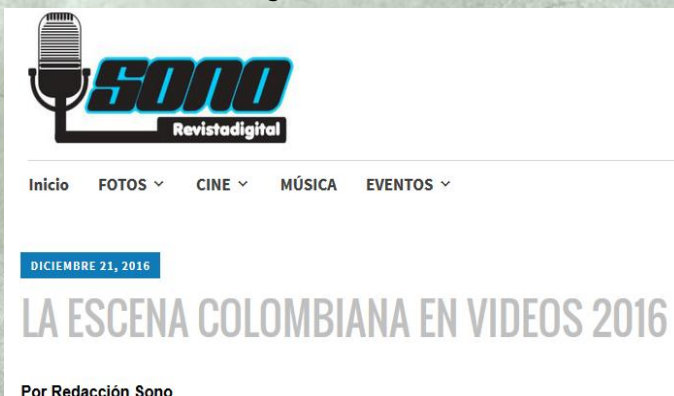 SONO
Revistadigital
Inicio FOTOS CINE MÚSICA EVENTOS
DICIEMBRE 21, 2016
LA ESCENA COLOMBIANA EN VIDEOS 2016
Por Redacción Sono